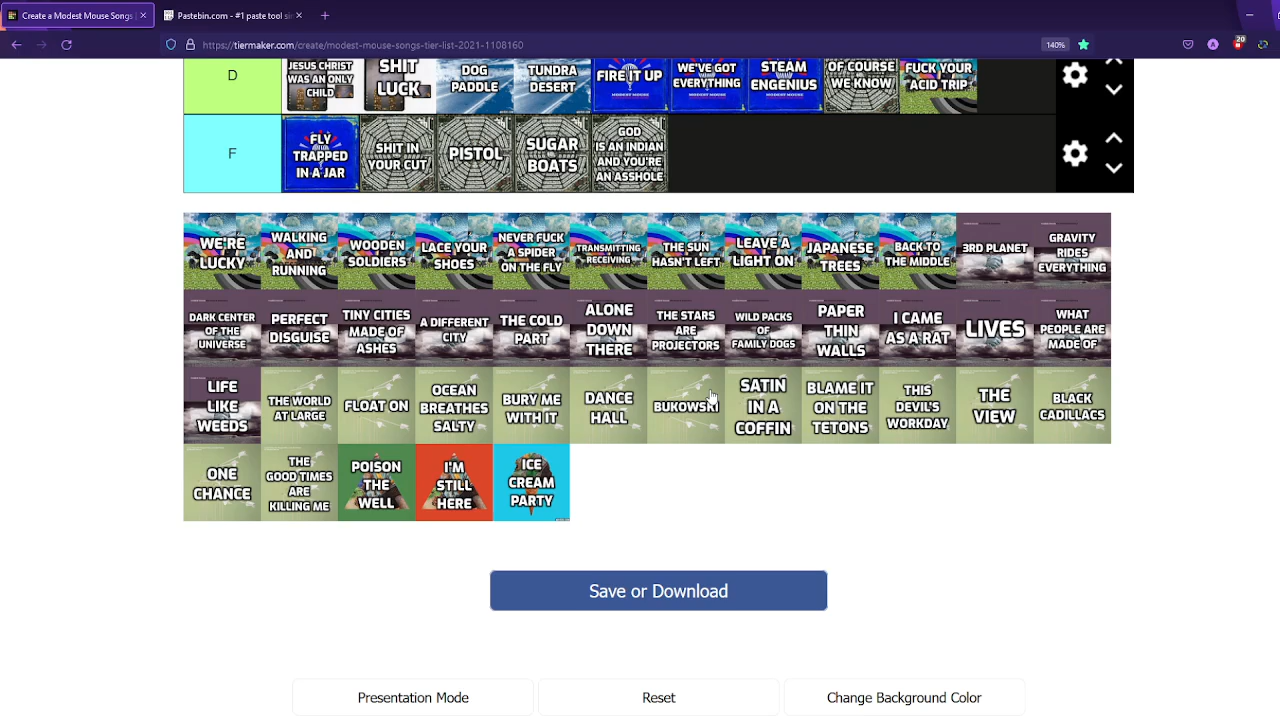 Create a Modest Mouse Songs
Pastebin.com - #1 paste tool si
https://tiermaker.com/create/modest-mouse-songs-tier-list-2021-1108160
140%
A
20
D
JESUS CHRIST
WAS AN ONLY
CHILD
SHIT
LUCK
DOG
PADDLE
TUNDRA
DESERT
FIRE IT UP
WE'VE GOT
EVERYTHING
STEAM
ENGENIUS
OF COURSE
WE KNOW
FUCK YOUR
ACID TRIP
F
FLY
TRAPPED
IN A JAR
SHIT IN
YOUR CUT
PISTOL
SUGAR
BOATS
GOD
IS AN INDIAN
AND YOU'RE
AN ASSHOLE
WE'RE
LUCKY
WALKING
AND
RUNNING
WOODEN
SOLDIERS
LACE YOUR
SHOES
NEVER FUCK
A SPIDER
ON THE FLY
TRANSMITTING
RECEIVING
THE SUN
HASN'T LEFT
LEAVE A
LIGHT ON
JAPANESE
TREES
BACK TO
THE MIDDLE
3RD PLANET
GRAVITY
RIDES
EVERYTHING
DARK CENTER
OF THE
UNIVERSE
PERFECT
DISGUISE
TINY CITIES
MADE OF
ASHES
A DIFFERENT
CITY
THE COLD
PART
ALONE
DOWN
THERE
THE STARS
ARE
PROJECTORS
WILD PACKS
OF
FAMILY DOGS
PAPER
THIN
WALLS
I CAME
AS A RAT
LIVES
WHAT
PEOPLE ARE
MADE OF
LIFE
LIKE
WEEDS
THE WORLD
AT LARGE
FLOAT ON
OCEAN
BREATHES
SALTY
BURY ME
WITH IT
DANCE
HALL
BUKOWSKI
SATIN
IN A
COFFIN
BLAME IT
ON THE
TETONS
THIS
DEVIL'S
WORKDAY
THE
VIEW
BLACK
CADILLACS
ONE
CHANCE
THE
GOOD TIMES
ARE
KILLING ME
POISON
THE
WELL
I'M
STILL
HERE
ICE
CREAM
PARTY
Save or Download
Presentation Mode
Reset
Change Background Color